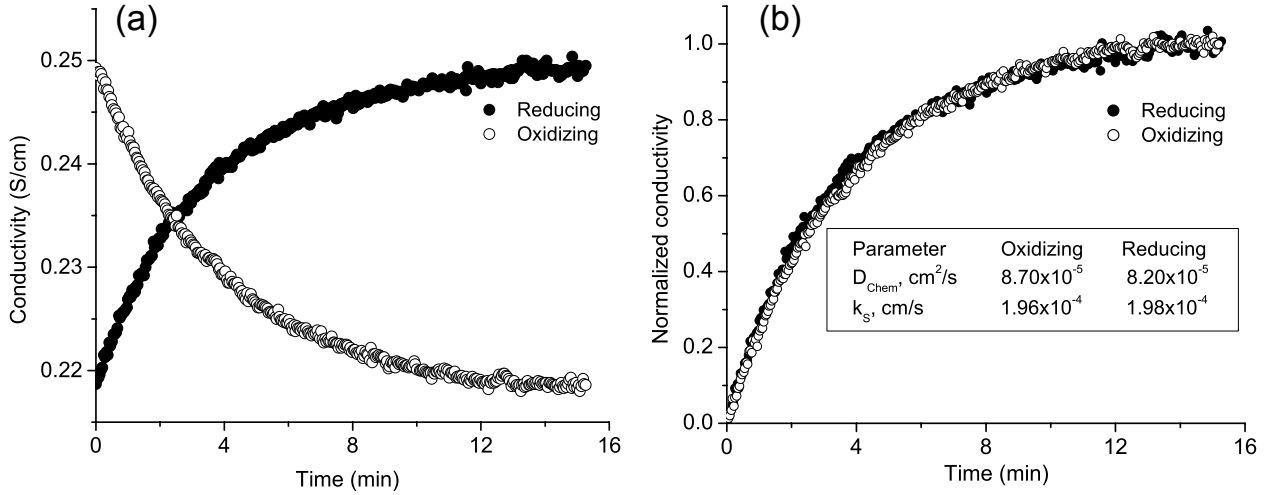 (a)
0.25
0.24
0.23
0.22
Conductivity (S/cm)
Reducing
Oxidizing
0 4 8 12 16
Time (min)
(b)
1.0
0.8
0.6
0.4
0.2
0.0
Normalized conductivity
Reducing
Oxidizing
Parameter Oxidizing Reducing
D_Chem, cm²/s 8.70x10⁻⁵ 8.20x10⁻⁵
k_S, cm/s 1.96x10⁻⁴ 1.98x10⁻⁴
0 2 4 8 12 16
Time (min)